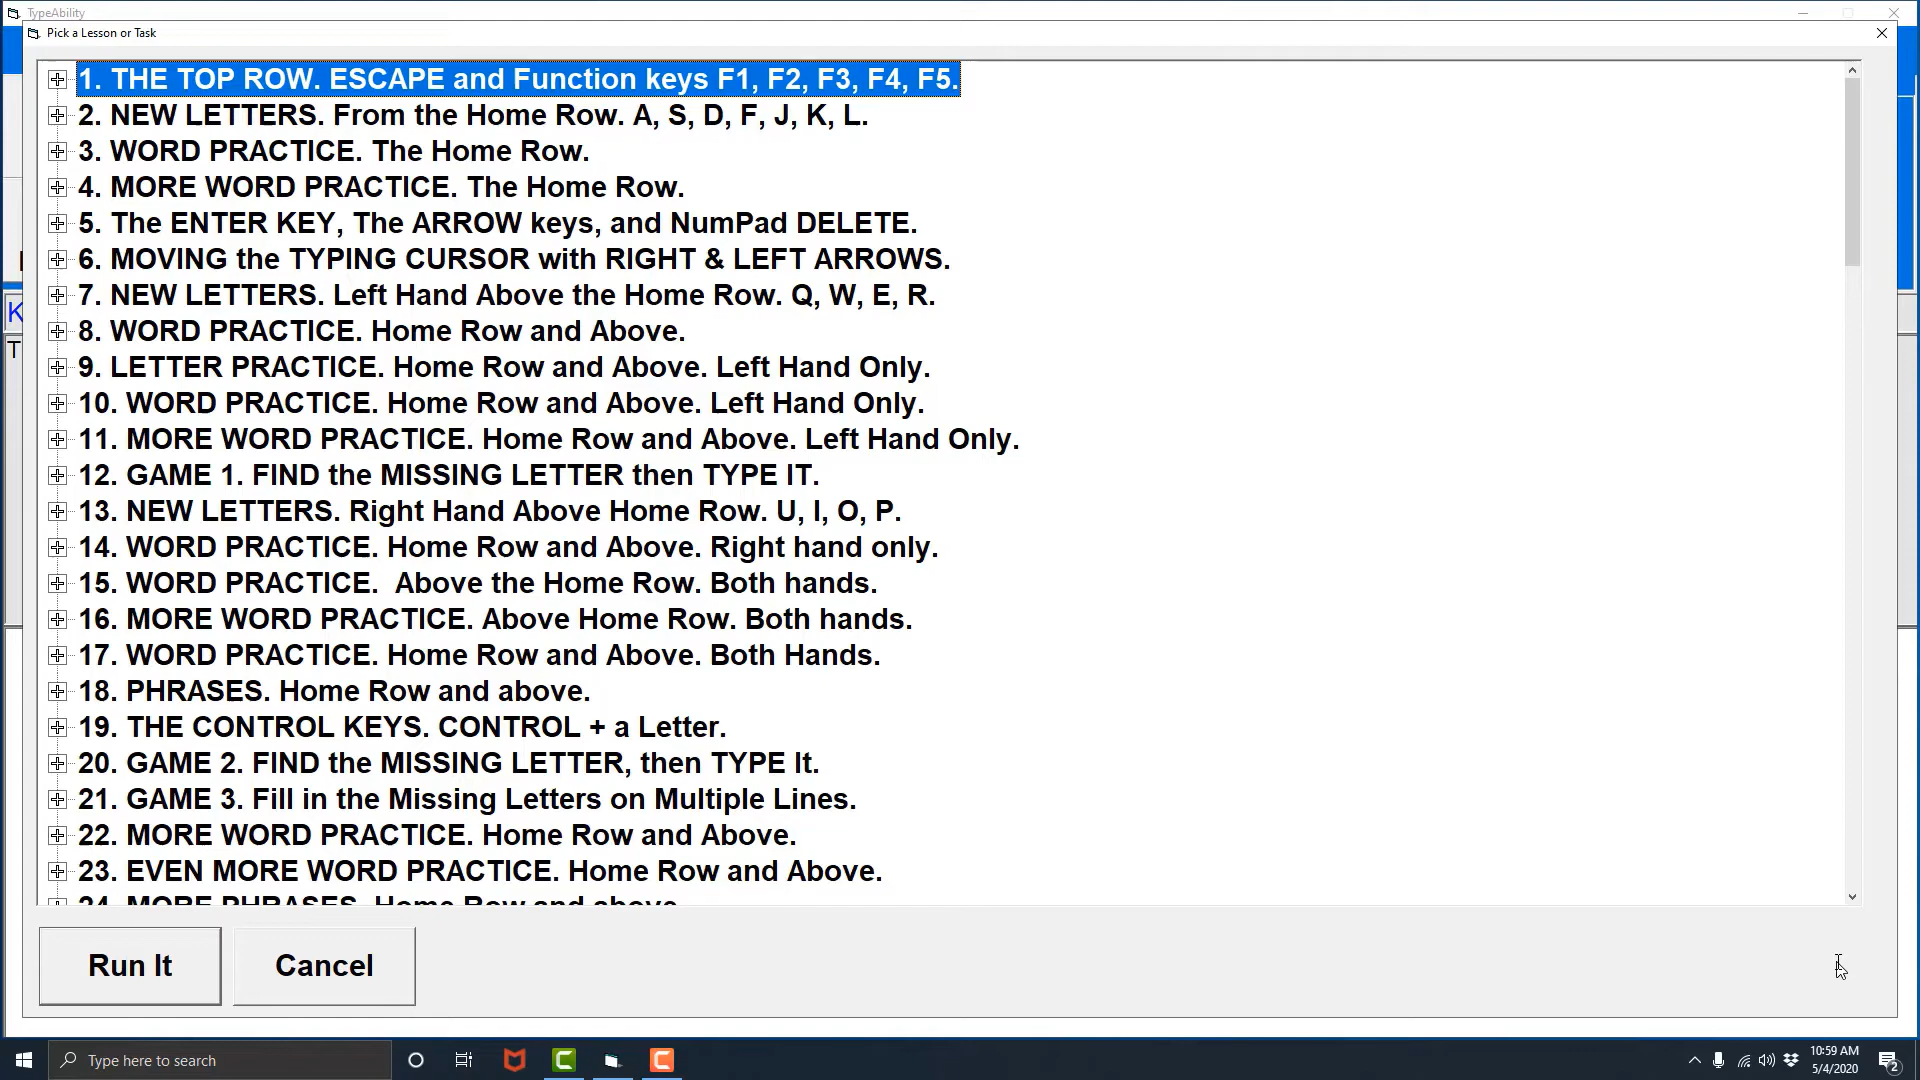 TypeAbility
Pick a Lesson or Task
1. THE TOP ROW. ESCAPE and Function keys F1, F2, F3, F4, F5.
2. NEW LETTERS. From the Home Row. A, S, D, F, J, K, L.
3. WORD PRACTICE. The Home Row.
4. MORE WORD PRACTICE. The Home Row.
5. The ENTER KEY, The ARROW keys, and NumPad DELETE.
6. MOVING the TYPING CURSOR with RIGHT & LEFT ARROWS.
7. NEW LETTERS. Left Hand Above the Home Row. Q, W, E, R.
8. WORD PRACTICE. Home Row and Above.
9. LETTER PRACTICE. Home Row and Above. Left Hand Only.
10. WORD PRACTICE. Home Row and Above. Left Hand Only.
11. MORE WORD PRACTICE. Home Row and Above. Left Hand Only.
12. GAME 1. FIND the MISSING LETTER then TYPE IT.
13. NEW LETTERS. Right Hand Above Home Row. U, I, O, P.
14. WORD PRACTICE. Home Row and Above. Right hand only.
15. WORD PRACTICE.  Above the Home Row. Both hands.
16. MORE WORD PRACTICE. Above Home Row. Both hands.
17. WORD PRACTICE. Home Row and Above. Both Hands.
18. PHRASES. Home Row and above.
19. THE CONTROL KEYS. CONTROL + a Letter.
20. GAME 2. FIND the MISSING LETTER, then TYPE It.
21. GAME 3. Fill in the Missing Letters on Multiple Lines.
22. MORE WORD PRACTICE. Home Row and Above.
23. EVEN MORE WORD PRACTICE. Home Row and Above.
24. MORE PHRASES. Home Row and above.
K
T
Run It
Cancel
Type here to search
10:59 AM
5/4/2020
2